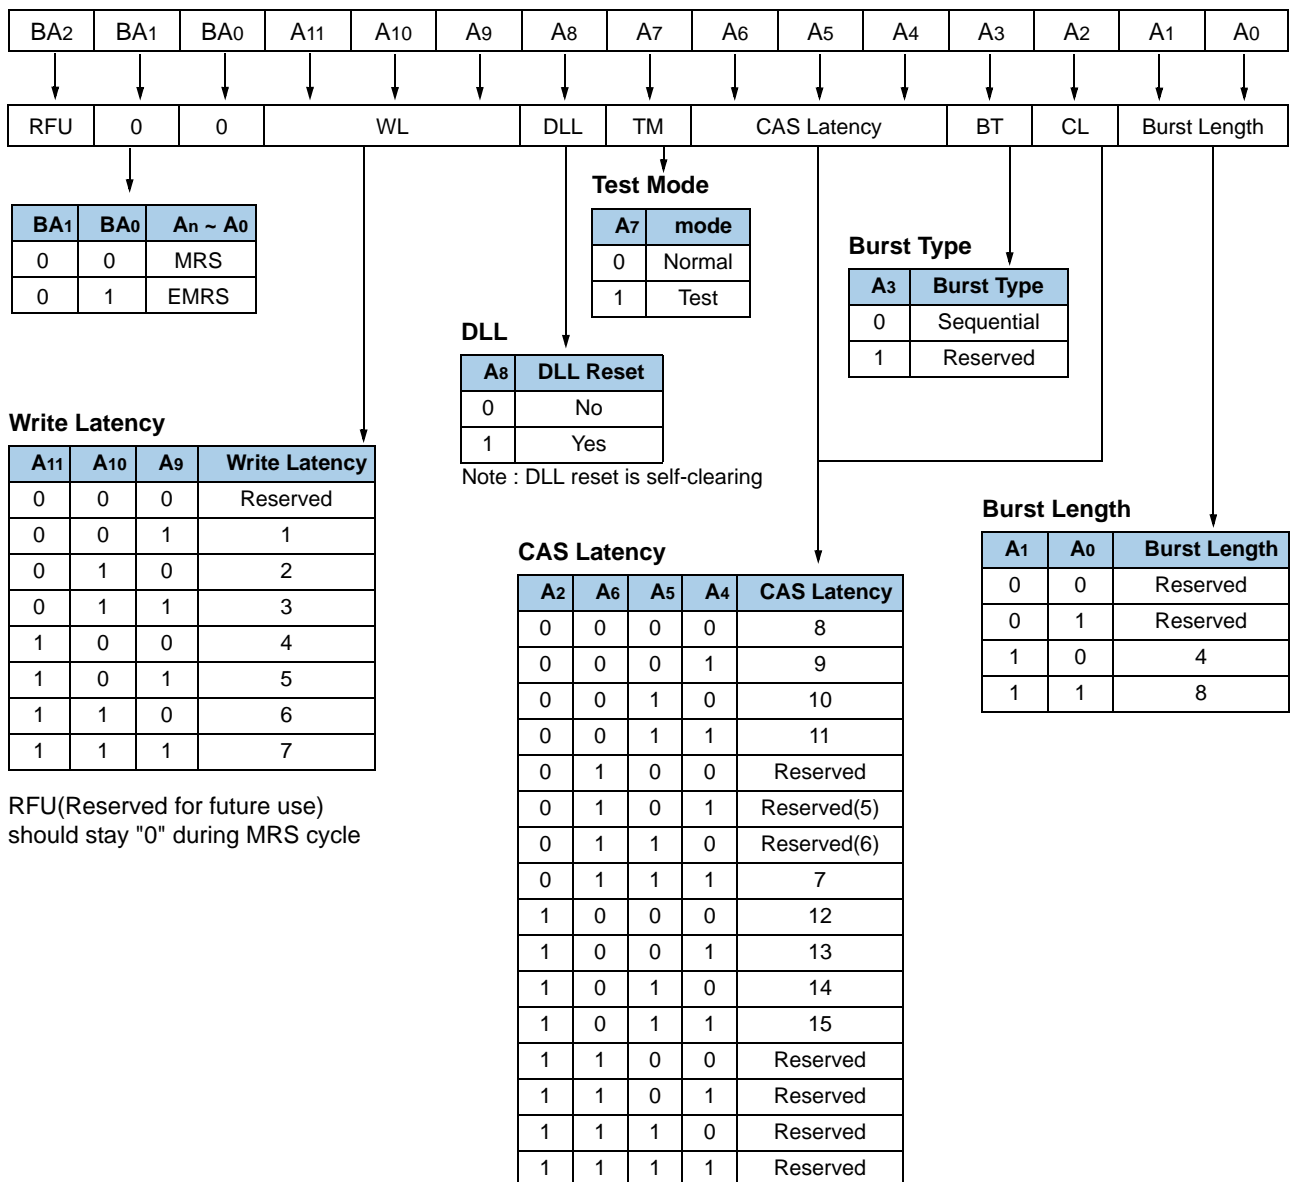 BA2 BA1 BA0 A11 A10 A9 A8 A7 A6 A5 A4 A3 A2 A1 A0
RFU 0 0 WL DLL TM CAS Latency BT CL Burst Length
BA1 BA0 An ~ A0
0 0 MRS
0 1 EMRS
Test Mode
A7 mode
0 Normal
1 Test
Burst Type
A3 Burst Type
0 Sequential
1 Reserved
DLL
A8 DLL Reset
0 No
1 Yes
Note : DLL reset is self-clearing
Write Latency
A11 A10 A9 Write Latency
0 0 0 Reserved
0 0 1 1
0 1 0 2
0 1 1 3
1 0 0 4
1 0 1 5
1 1 0 6
1 1 1 7
RFU(Reserved for future use)
should stay "0" during MRS cycle
CAS Latency
A2 A6 A5 A4 CAS Latency
0 0 0 0 8
0 0 0 1 9
0 0 1 0 10
0 0 1 1 11
0 1 0 0 Reserved
0 1 0 1 Reserved(5)
0 1 1 0 Reserved(6)
0 1 1 1 7
1 0 0 0 12
1 0 0 1 13
1 0 1 0 14
1 0 1 1 15
1 1 0 0 Reserved
1 1 0 1 Reserved
1 1 1 0 Reserved
1 1 1 1 Reserved
Burst Length
A1 A0 Burst Length
0 0 Reserved
0 1 Reserved
1 0 4
1 1 8